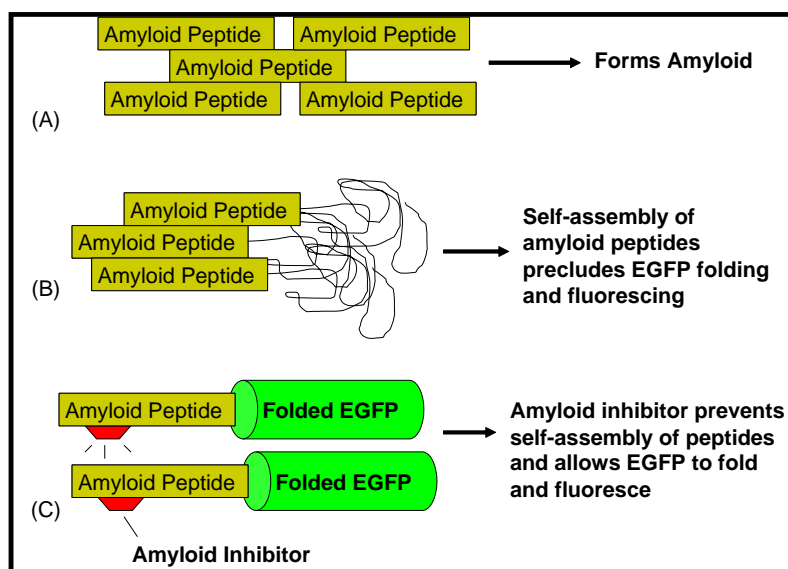 Amyloid Peptide Amyloid Peptide
Amyloid Peptide
Amyloid Peptide Amyloid Peptide
Forms Amyloid
(A)
Amyloid Peptide
Amyloid Peptide
Amyloid Peptide
Self-assembly of
amyloid peptides
precludes EGFP folding
and fluorescing
(B)
Amyloid Peptide Folded EGFP
Amyloid Peptide Folded EGFP
Amyloid inhibitor prevents
self-assembly of peptides
and allows EGFP to fold
and fluoresce
(C)
Amyloid Inhibitor